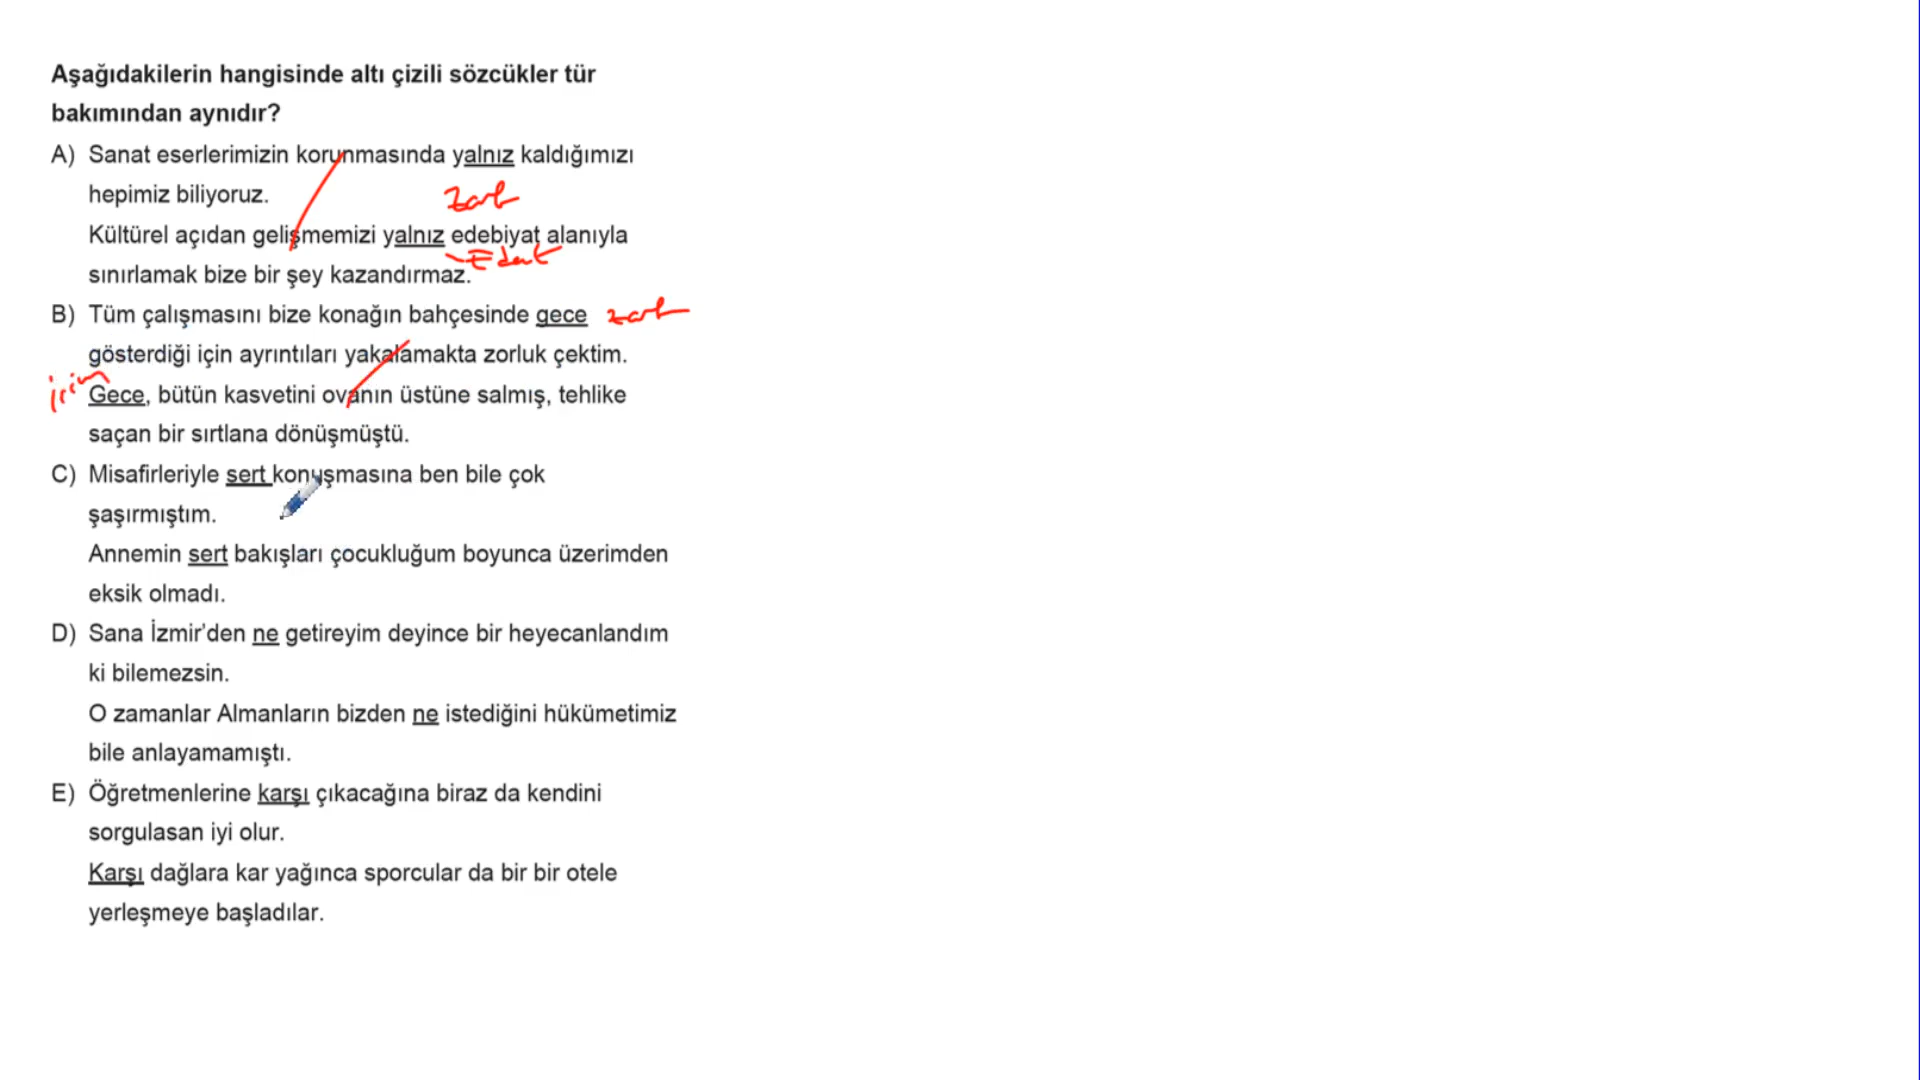 Aşağıdakilerin hangisinde altı çizili sözcükler tür
bakımından aynıdır?
A) Sanat eserlerimizin korunmasında yalnız kaldığımızı
hepimiz biliyoruz.
zarf
Kültürel açıdan gelişmemizi yalnız edebiyat alanıyla
Edat
sınırlamak bize bir şey kazandırmaz.
B) Tüm çalışmasını bize konağın bahçesinde gece zarf
gösterdiği için ayrıntıları yakalamakta zorluk çektim.
isim
Gece, bütün kasvetini ovanın üstüne salmış, tehlike
saçan bir sırtlana dönüşmüştü.
C) Misafirleriyle sert konuşmasına ben bile çok
şaşırmıştım.
Annemin sert bakışları çocukluğum boyunca üzerimden
eksik olmadı.
D) Sana İzmir’den ne getireyim deyince bir heyecanlandım
ki bilemezsin.
O zamanlar Almanların bizden ne istediğini hükümetimiz
bile anlayamamıştı.
E) Öğretmenlerine karşı çıkacağına biraz da kendini
sorgulasan iyi olur.
Karşı dağlara kar yağınca sporcular da bir bir otele
yerleşmeye başladılar.